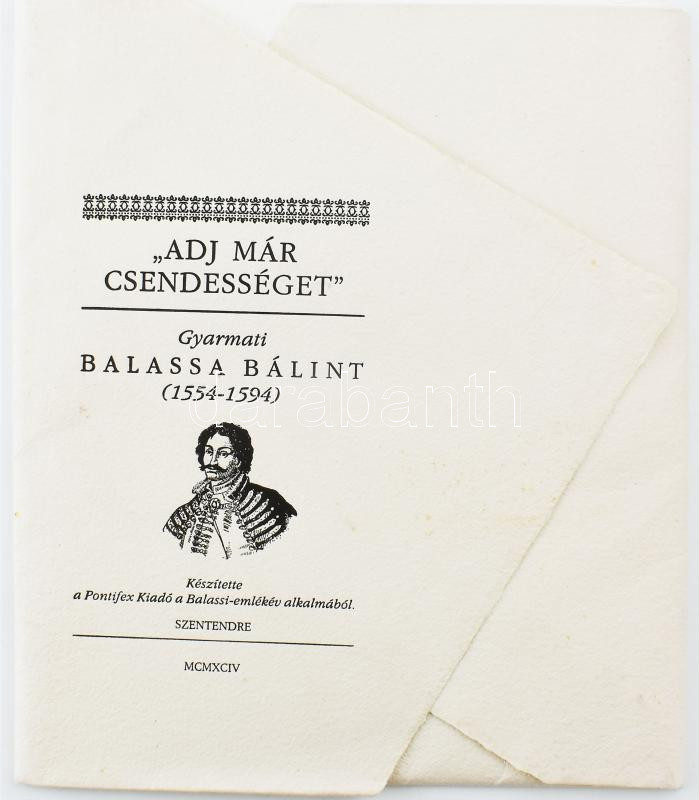 „ADJ MÁR
CSENDESSÉGET”
Gyarmati
BALASSA BÁLINT
(1554-1594)
darabanth
Készítette
a Pontifex Kiadó a Balassi-emlékév alkalmából.
SZENTENDRE
MCMXCIV